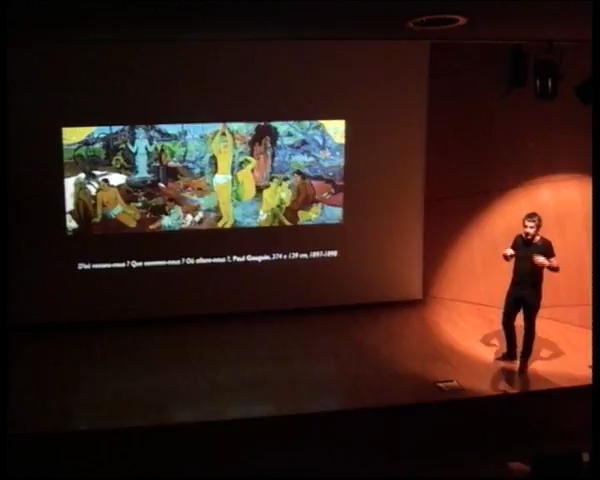 D'où venons-nous ? Que sommes-nous ? Où allons-nous ?, Paul Gauguin, 374 x 139 cm, 1897-1898